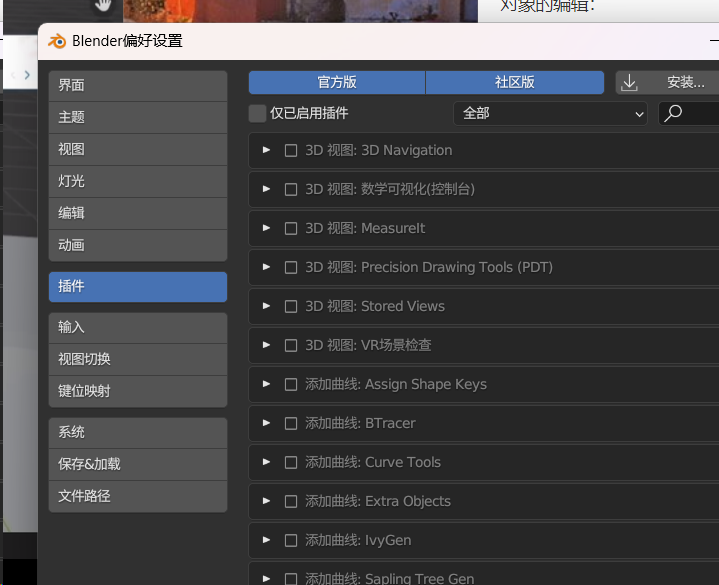 对象的编辑:
Blender偏好设置
界面
主题
视图
灯光
编辑
动画
插件
输入
视图切换
键位映射
系统
保存&加载
文件路径
官方版 社区版 安装...
仅已启用插件 全部
3D 视图: 3D Navigation
3D 视图: 数学可视化(控制台)
3D 视图: MeasureIt
3D 视图: Precision Drawing Tools (PDT)
3D 视图: Stored Views
3D 视图: VR场景检查
添加曲线: Assign Shape Keys
添加曲线: BTracer
添加曲线: Curve Tools
添加曲线: Extra Objects
添加曲线: IvyGen
添加曲线: Sapling Tree Gen